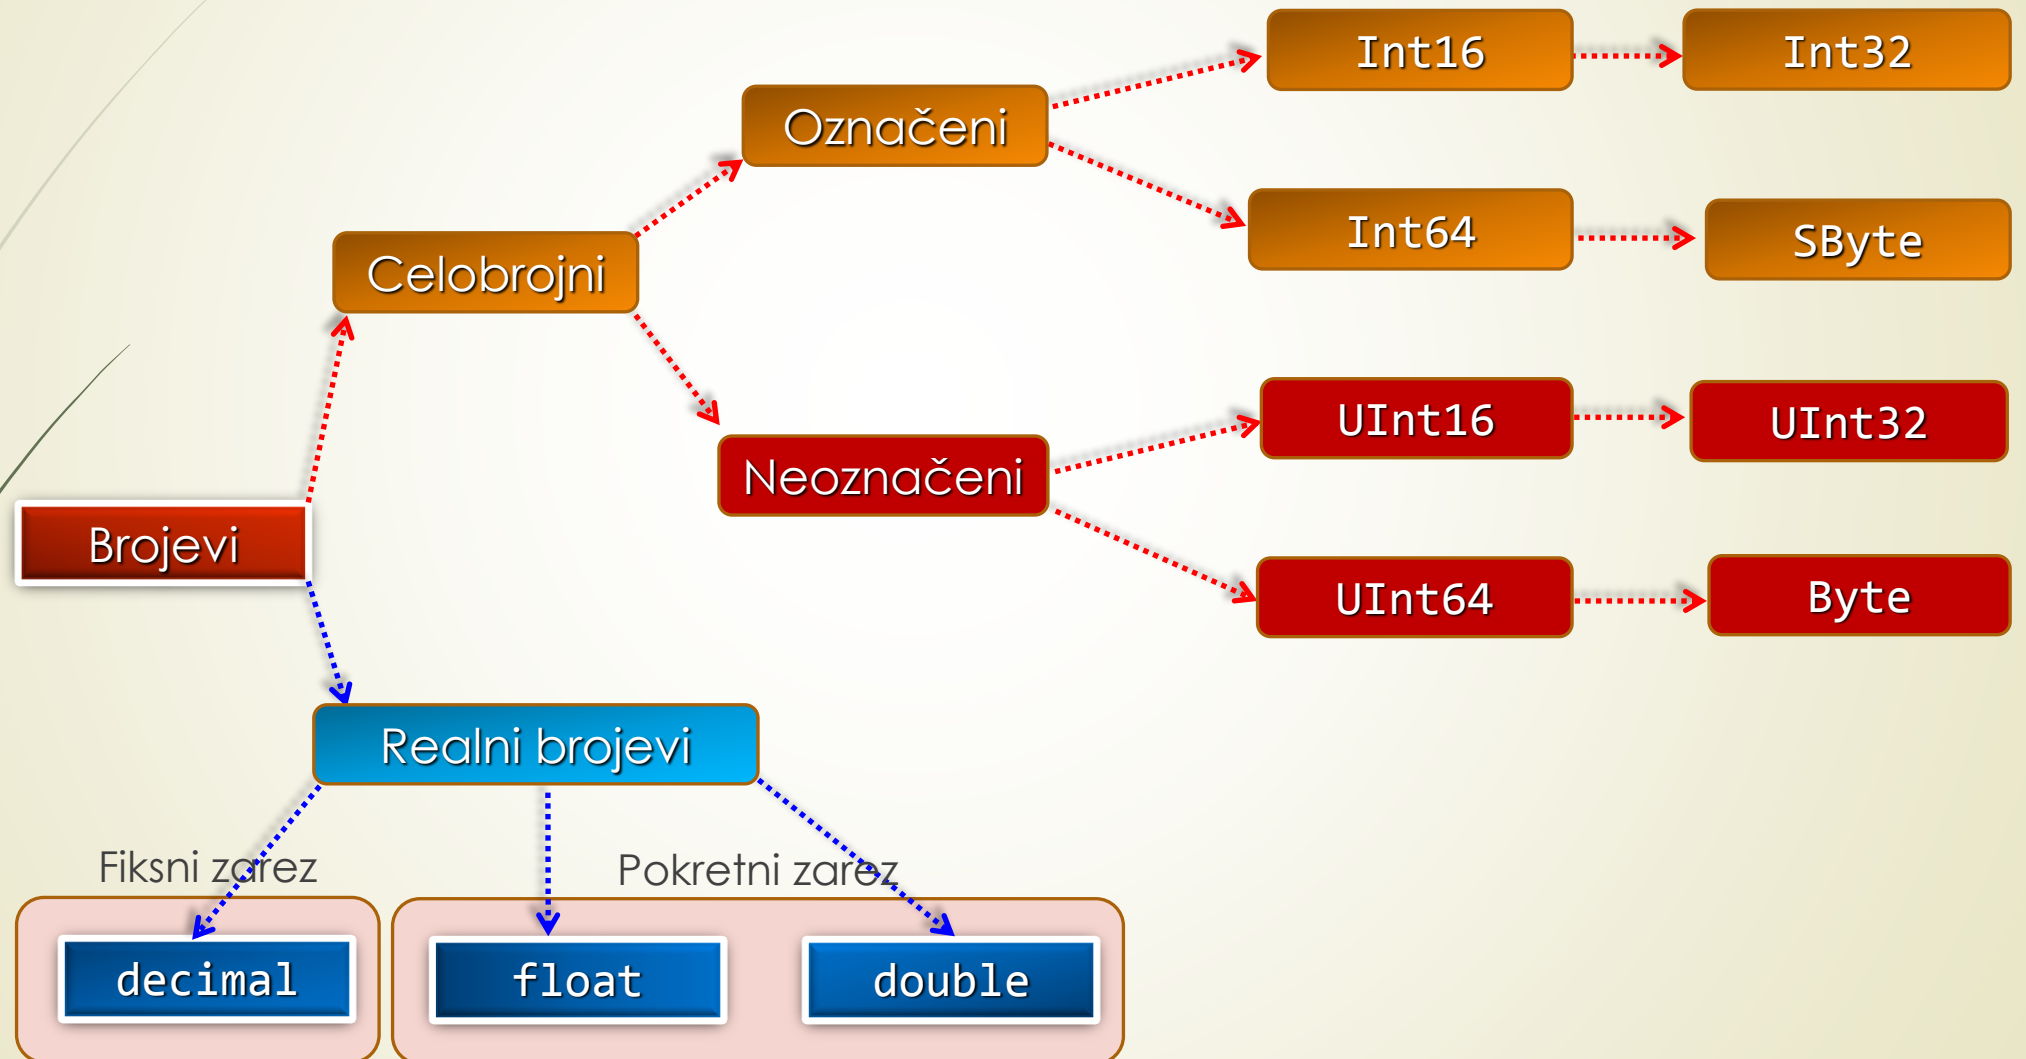 Int16
Int32
Označeni
Int64
SByte
Celobrojni
UInt16
UInt32
Neoznačeni
Brojevi
UInt64
Byte
Realni brojevi
Fiksni zarez
Pokretni zarez
decimal
float
double